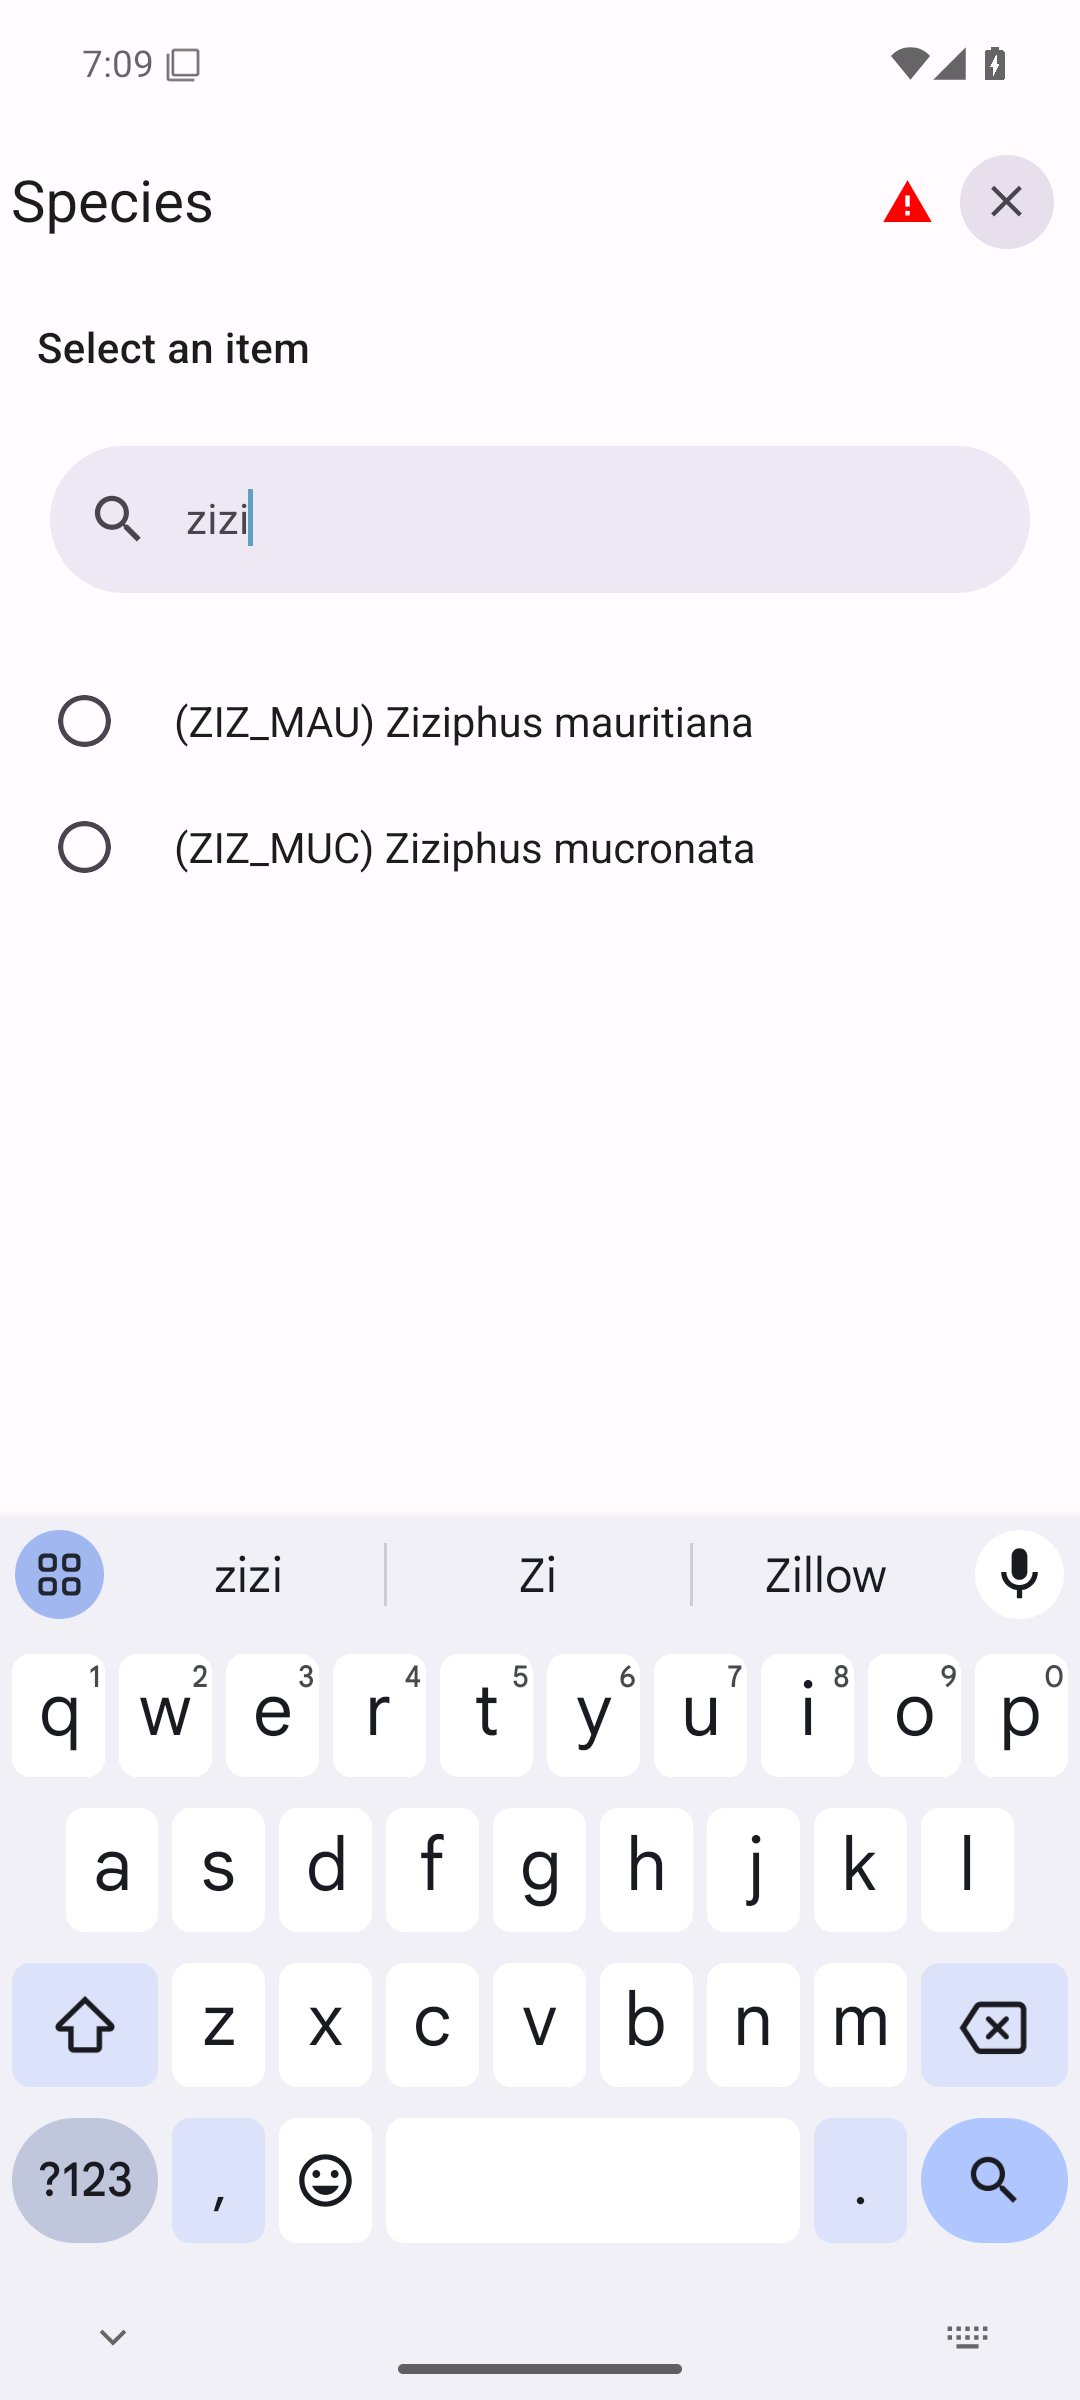 7:09
Species
Select an item
zizi
(ZIZ_MAU) Ziziphus mauritiana
(ZIZ_MUC) Ziziphus mucronata
zizi Zi Zillow
q1 w2 e3 r4 t5 y6 u7 i8 o9 p0
a s d f g h j k l
z x c v b n m
?123 , .